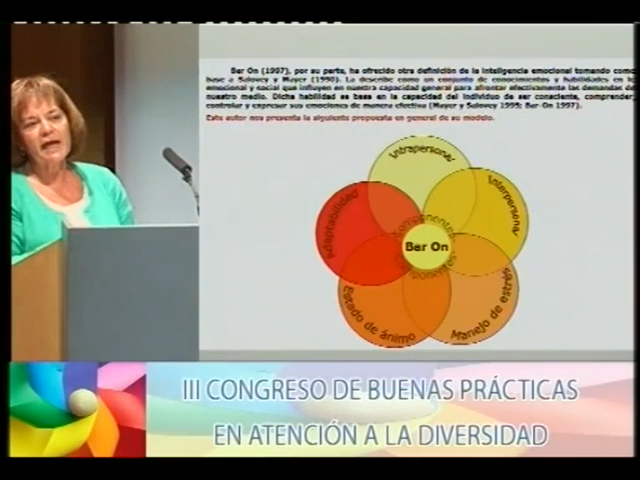 Ber On (1997), por su parte, ha ofrecido otra definición de la inteligencia emocional tomando como
base a Salovey y Mayer (1990). La describe como un conjunto de conocimientos y habilidades en lo
emocional y social que influyen en nuestra capacidad general para afrontar efectivamente las demandas de
nuestro medio. Dicha habilidad se basa en la capacidad del individuo de ser consciente, comprender,
controlar y expresar sus emociones de manera efectiva (Mayer y Salovey 1995; Bar-On 1997).
Este autor nos presenta la siguiente propuesta en general de su modelo.
Intrapersonal
Interpersonal
Adaptabilidad
Componentes
Ber On
Componentes
Estado de ánimo
Manejo de estrés
III CONGRESO DE BUENAS PRÁCTICAS
EN ATENCIÓN A LA DIVERSIDAD